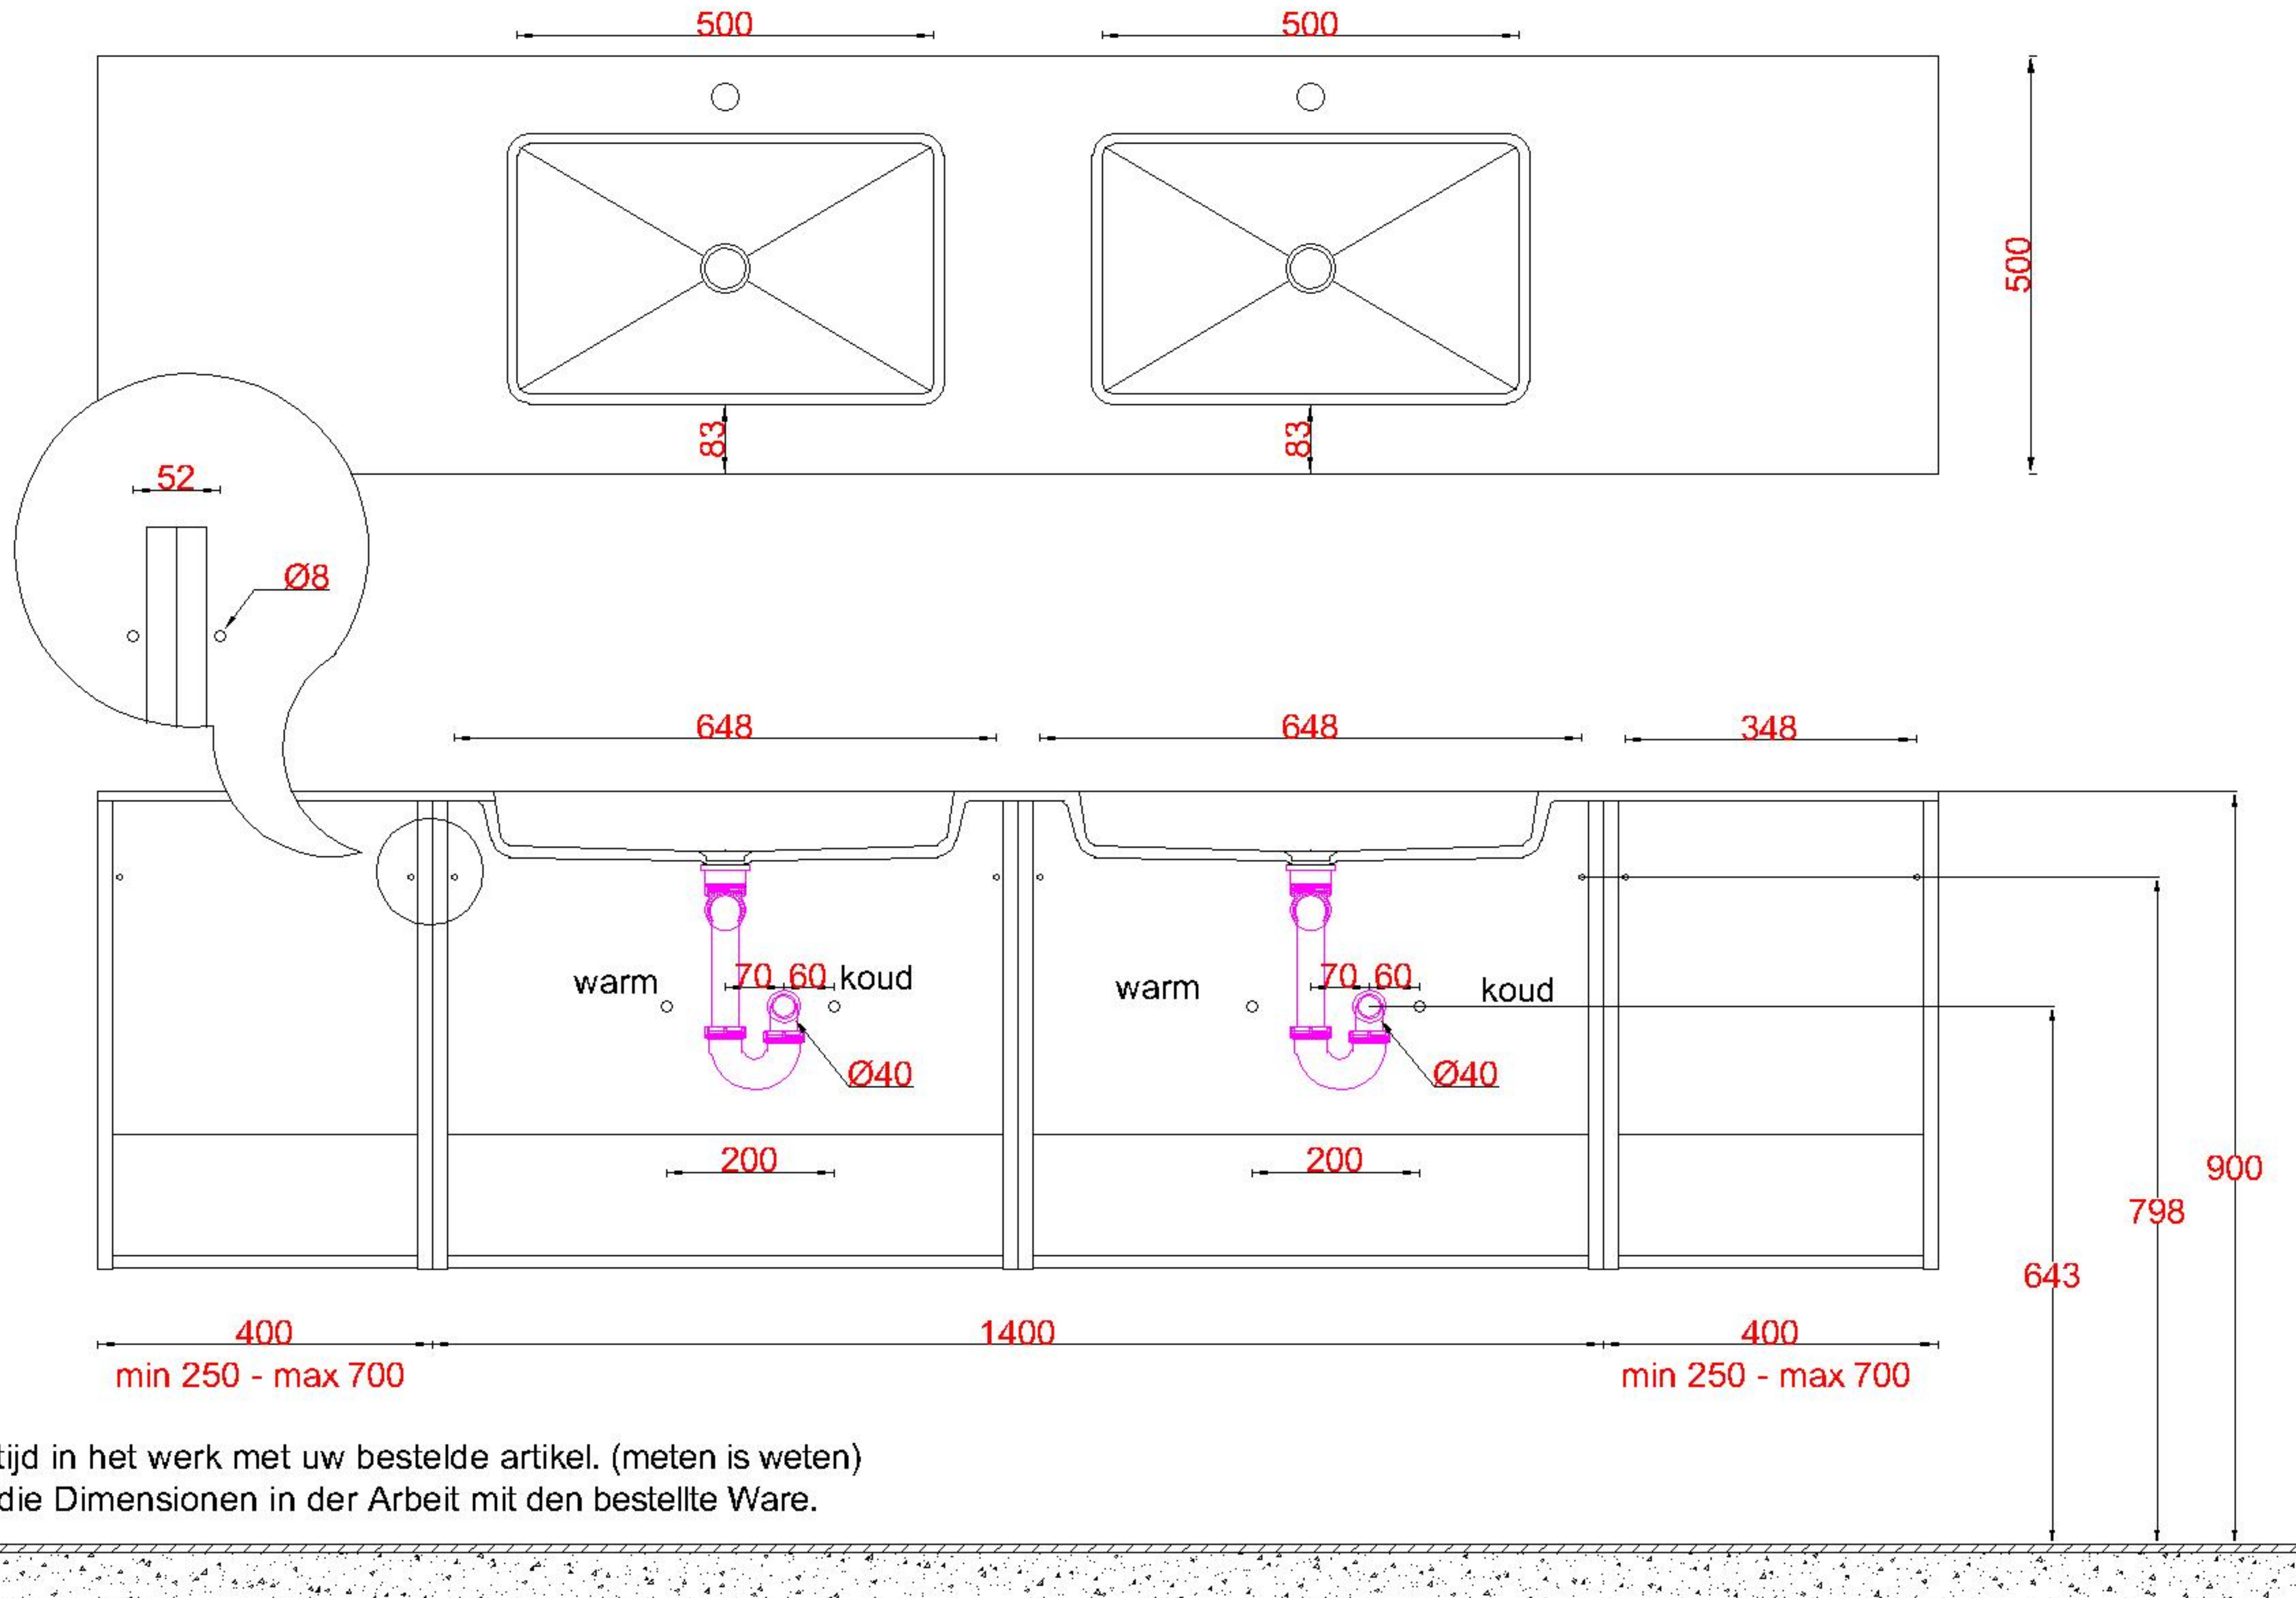 500 500
500
83 83
52
Ø8
648 648 348
warm 70 60 koud warm 70 60 koud
Ø40 Ø40
200 200
900
798
643
400 1400 400
min 250 - max 700 min 250 - max 700
tijd in het werk met uw bestelde artikel. (meten is weten)
die Dimensionen in der Arbeit mit den bestellte Ware.